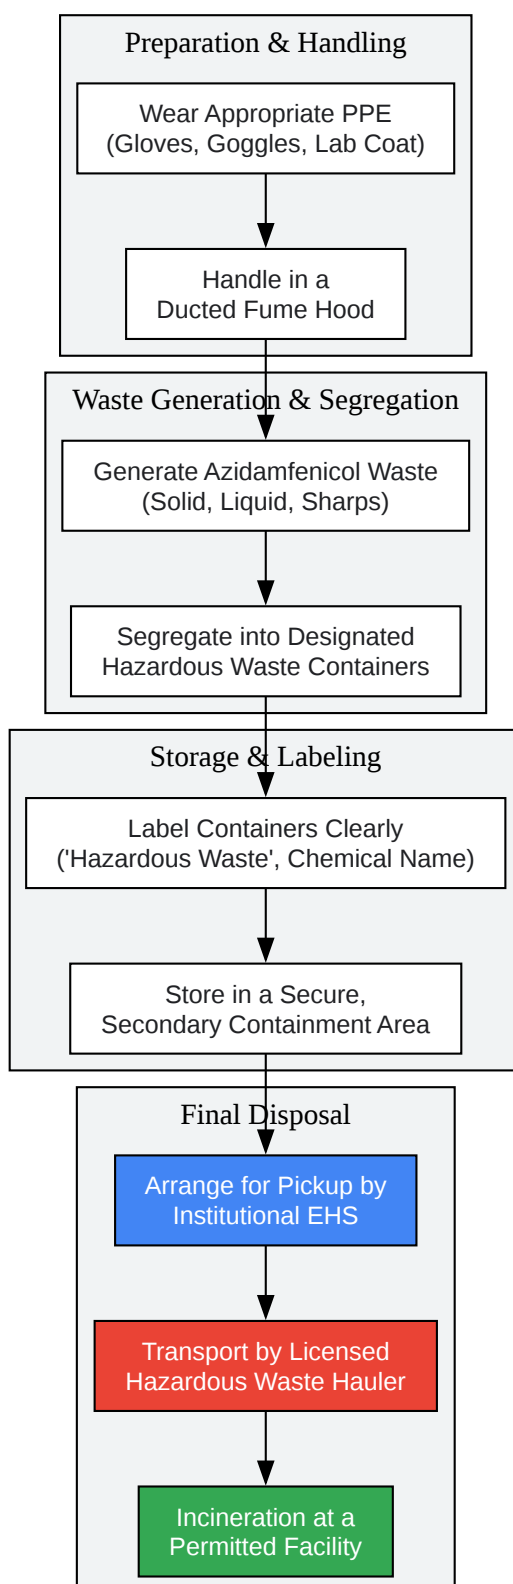 Preparation & Handling
Wear Appropriate PPE
(Gloves, Goggles, Lab Coat)
Handle in a
Ducted Fume Hood
Waste Generation & Segregation
Generate Azidamfenicol Waste
(Solid, Liquid, Sharps)
Segregate into Designated
Hazardous Waste Containers
Storage & Labeling
Label Containers Clearly
('Hazardous Waste', Chemical Name)
Store in a Secure,
Secondary Containment Area
Final Disposal
Arrange for Pickup by
Institutional EHS
Transport by Licensed
Hazardous Waste Hauler
Incineration at a
Permitted Facility